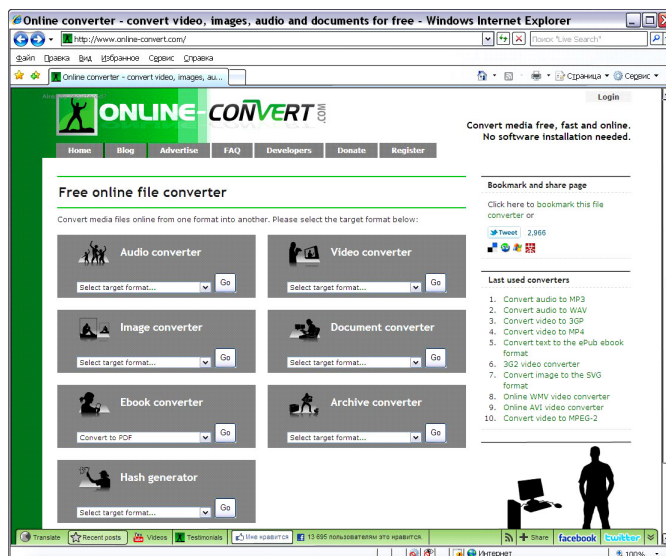 Online converter - convert video, images, audio and documents for free - Windows Internet Explorer
http://www.online-convert.com/
Поиск "Live Search"
Файл Правка Вид Избранное Сервис Справка
Online converter - convert video, images, au...
Страница Сервис
Login
ONLINE-CONVERT.COM
Convert media free, fast and online.
No software installation needed.
Home Blog Advertise FAQ Developers Donate Register
Free online file converter
Convert media files online from one format into another. Please select the target format below:
Audio converter
Select target format... Go
Video converter
Select target format... Go
Image converter
Select target format... Go
Document converter
Select target format... Go
Ebook converter
Convert to PDF Go
Archive converter
Select target format... Go
Hash generator
Select target format... Go
Bookmark and share page
Click here to bookmark this file
converter or
Tweet 2,966
Last used converters
1. Convert audio to MP3
2. Convert audio to WAV
3. Convert video to 3GP
4. Convert video to MP4
5. Convert text to the ePub ebook
format
6. 3G2 video converter
7. Convert image to the SVG
format
8. Online WMV video converter
9. Online AVI video converter
10. Convert video to MPEG-2
Translate Recent posts Videos Testimonials Мне нравится 13 695 пользователям это нравится. + Share facebook twitter
Интернет 100%